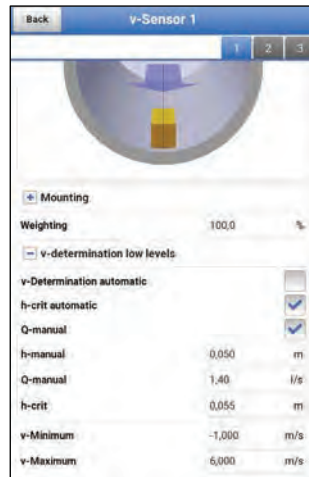 Back
v-Sensor 1
1 2 3
Mounting
Weighting 100,0 %
v-determination low levels
v-Determination automatic
h-crit automatic
Q-manual
h-manual 0,050 m
Q-manual 1,40 l/s
h-crit 0,055 m
v-Minimum -1,000 m/s
v-Maximum 6,000 m/s